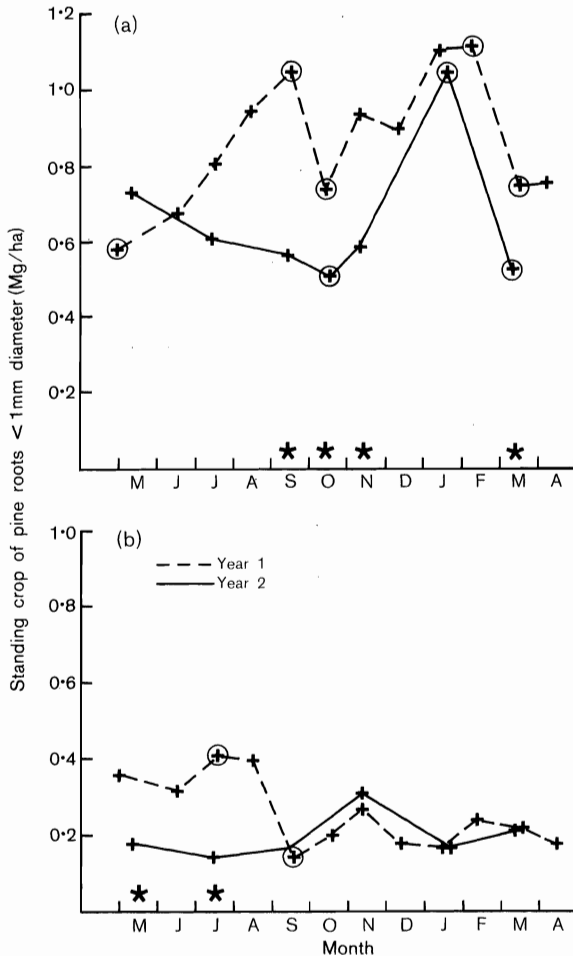 Standing crop of pine roots < 1mm diameter (Mg/ha)
(a)
1·2
1·0
0·8
0·6
0·4
0·2
M J J A S O N D J F M A
(b)
1·0
0·8
0·6
0·4
0·2
Year 1
Year 2
M J J A S O N D J F M A
Month